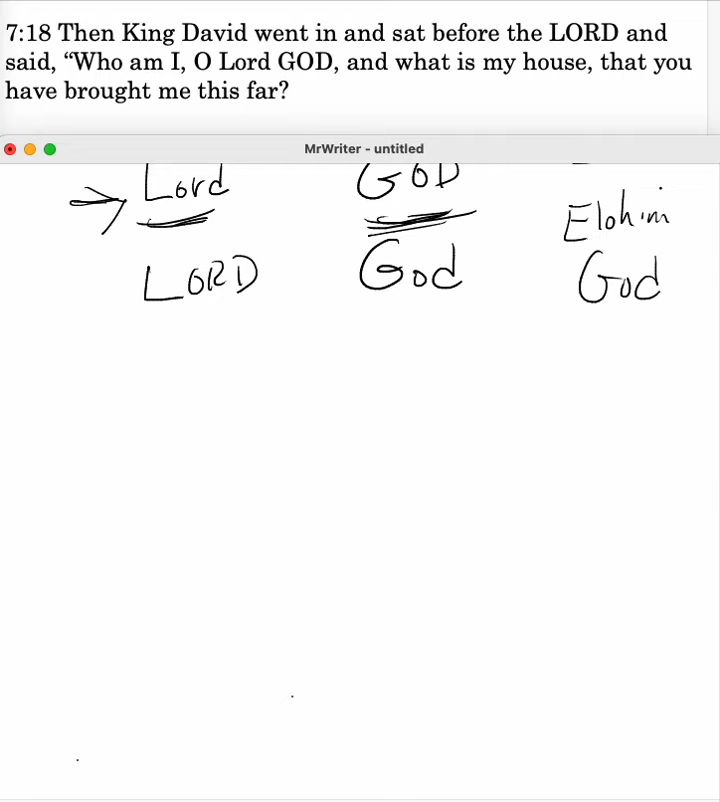 7:18 Then King David went in and sat before the LORD and
said, “Who am I, O Lord GOD, and what is my house, that you
have brought me this far?
MrWriter - untitled
Lord GOD
Elohim
LORD God God